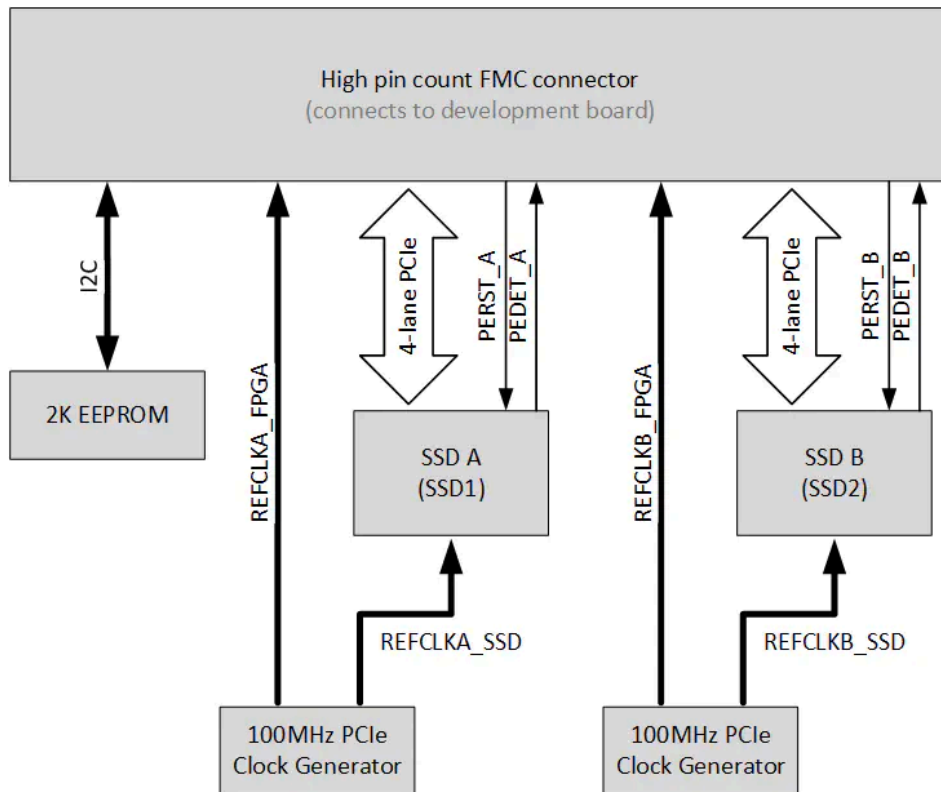 High pin count FMC connector
(connects to development board)
I2C
2K EEPROM
REFCLKA_FPGA
4-lane PCIe
PERST_A
PEDET_A
SSD A
(SSD1)
REFCLKA_SSD
100MHz PCIe
Clock Generator
REFCLKB_FPGA
4-lane PCIe
PERST_B
PEDET_B
SSD B
(SSD2)
REFCLKB_SSD
100MHz PCIe
Clock Generator